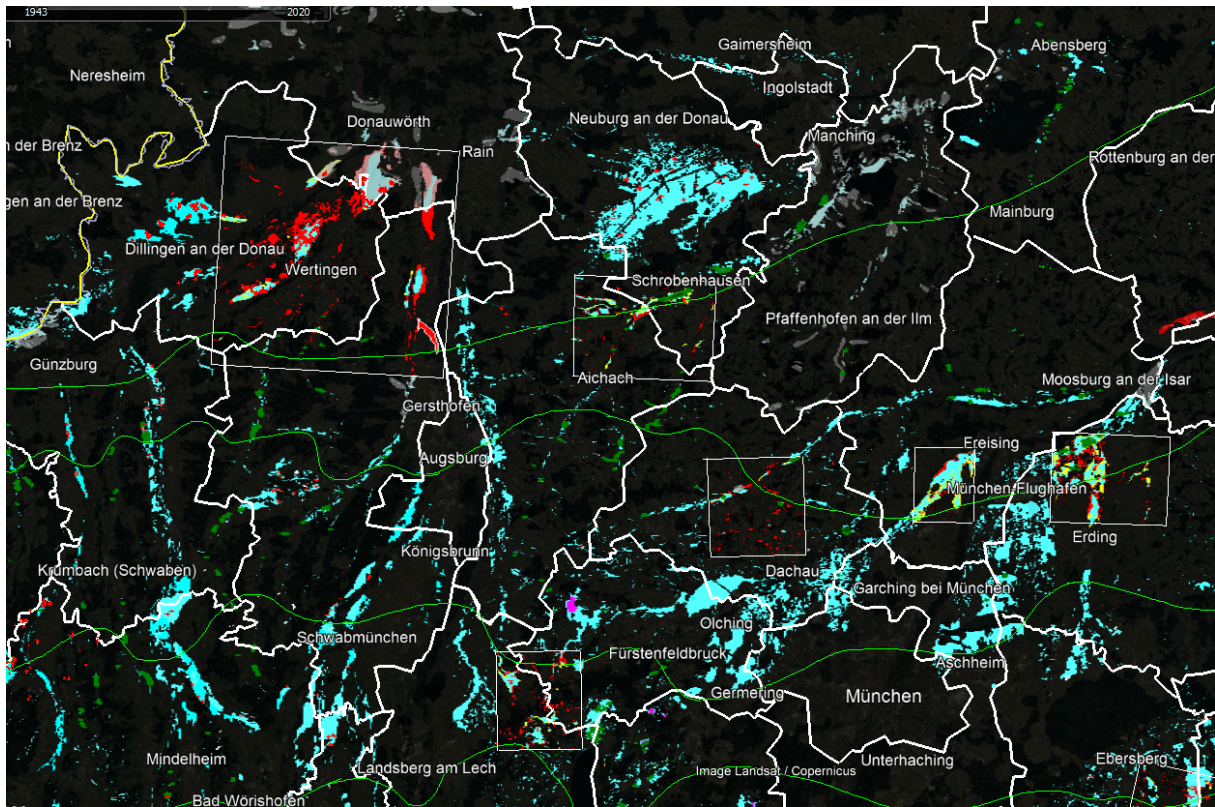 1943 2020
Gaimersheim
Abensberg
Neresheim
Ingolstadt
Donauwörth
Neuburg an der Donau
Manching
n der Brenz
Rain
Rottenburg an der
gen an der Brenz
Mainburg
Dillingen an der Donau
Wertingen
Schrobenhausen
Pfaffenhofen an der Ilm
Günzburg
Aichach
Moosburg an der Isar
Gersthofen
Freising
Augsburg
München-Flughafen
Erding
Königsbrunn
Krumbach (Schwaben)
Dachau
Garching bei München
Schwabmünchen
Olching
Fürstenfeldbruck
Aschheim
Germering
München
Mindelheim
Landsberg am Lech
Image Landsat / Copernicus
Unterhaching
Ebersberg
Bad Wörishofen